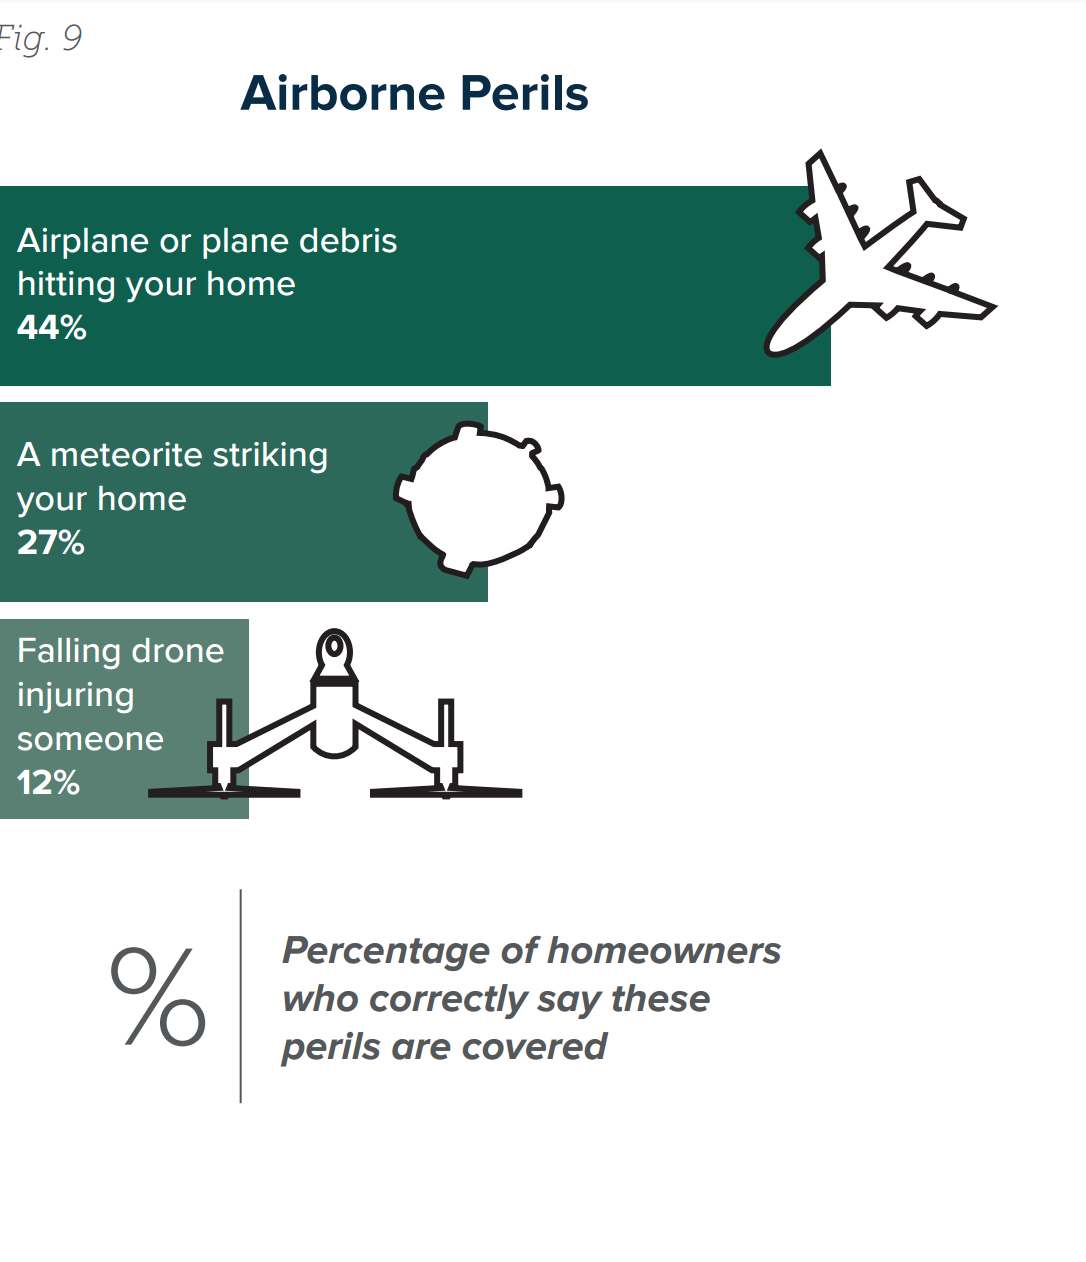 Fig. 9
Airborne Perils
Airplane or plane debris
hitting your home
44%
A meteorite striking
your home
27%
Falling drone
injuring
someone
12%
%
Percentage of homeowners
who correctly say these
perils are covered